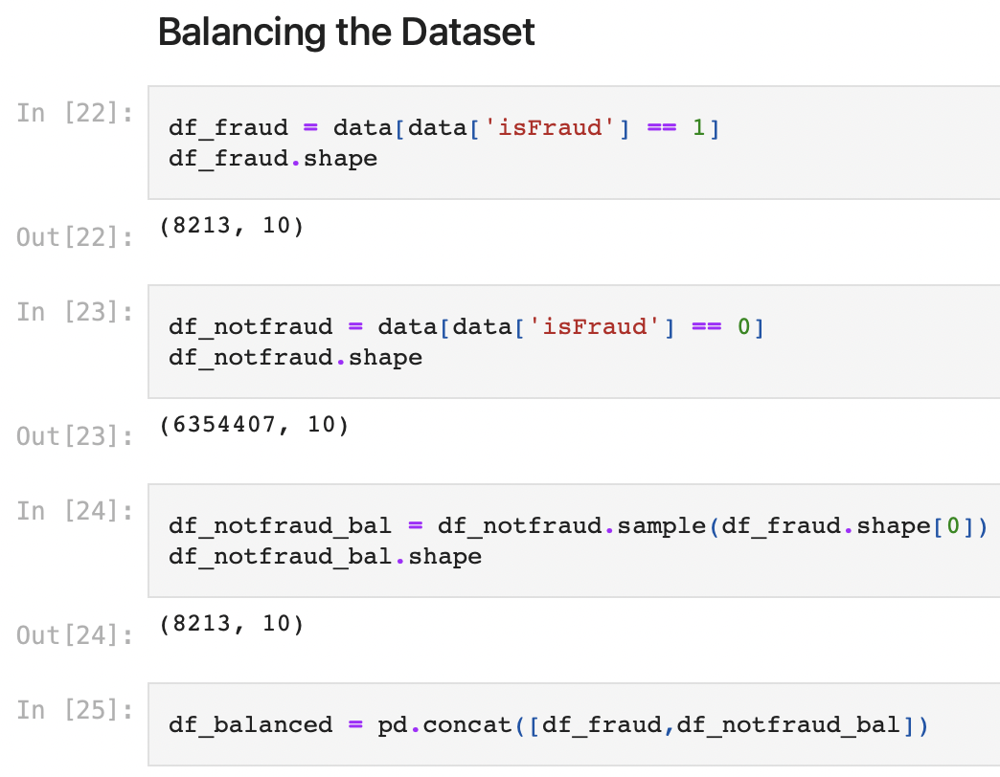 Balancing the Dataset
In [22]:
df_fraud = data[data['isFraud'] == 1]
df_fraud.shape
Out[22]:
(8213, 10)
In [23]:
df_notfraud = data[data['isFraud'] == 0]
df_notfraud.shape
Out[23]:
(6354407, 10)
In [24]:
df_notfraud_bal = df_notfraud.sample(df_fraud.shape[0])
df_notfraud_bal.shape
Out[24]:
(8213, 10)
In [25]:
df_balanced = pd.concat([df_fraud,df_notfraud_bal])